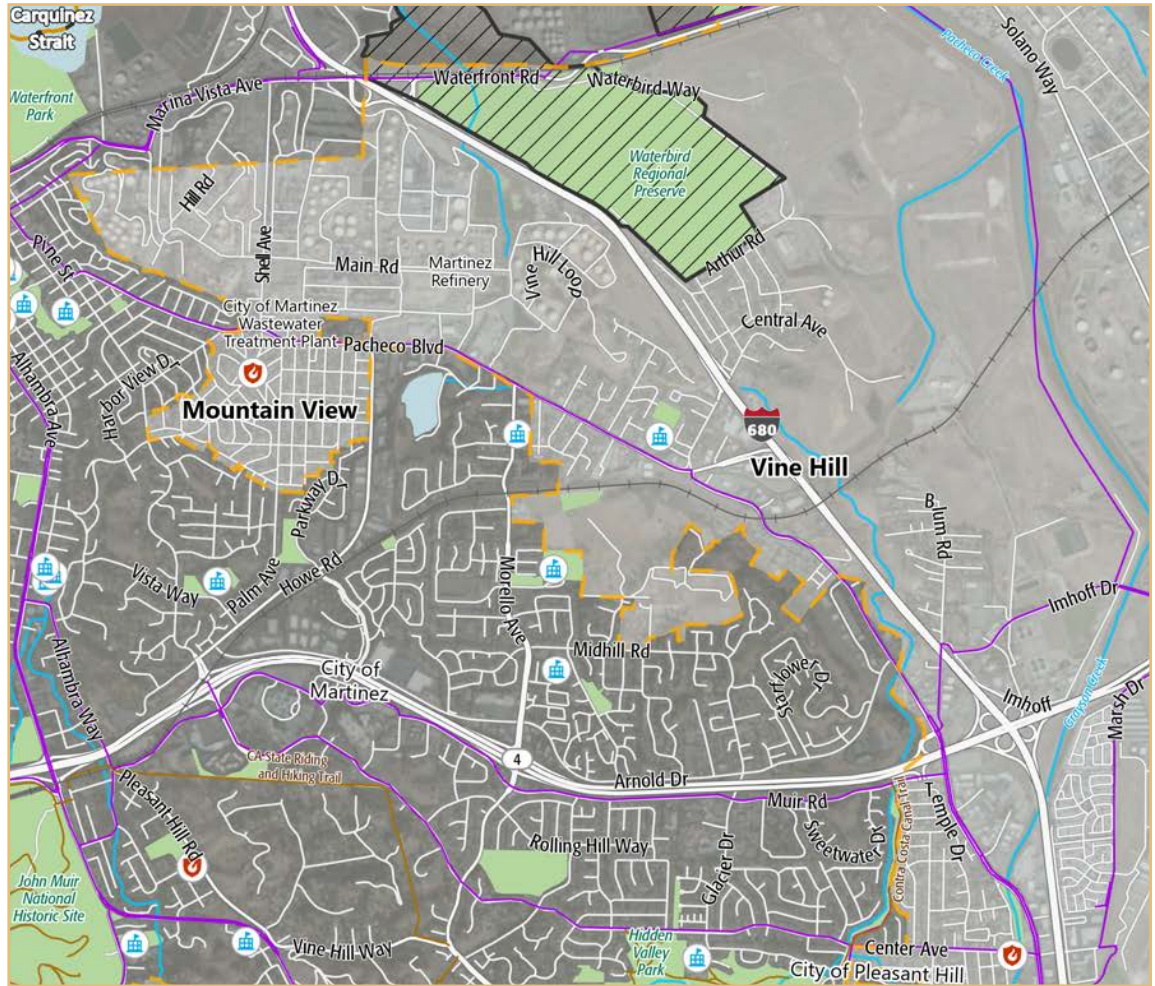 Carquinez
Strait
Waterfront
Park
Marina Vista Ave
Waterfront Rd
Waterbird Way
Pacheco Creek
Solano Way
Waterbird
Regional
Preserve
Hill Rd
Shell Ave
Main Rd
Martinez
Refinery
Vine Hill Loop
Arthur Rd
Central Ave
Pine St
City of Martinez
Wastewater
Treatment Plant
Pacheco Blvd
Alhambra Ave
Harbor View Dr
Mountain View
680
Vine Hill
Parkway Dr
Blum Rd
Vista Way
Palm Ave
Howe Rd
Morello Ave
Imhoff Dr
Alhambra Way
City of
Martinez
Midhill Rd
Starflower Dr
Imhoff
Grayson Creek
Marsh Dr
CA State Riding
and Hiking Trail
4
Arnold Dr
Muir Rd
Pleasant Hill Rd
Rolling Hill Way
Glacier Dr
Sweetwater Dr
Contra Costa Canal Trail
Temple Dr
John Muir
National
Historic Site
Vine Hill Way
Hidden
Valley
Park
Center Ave
City of Pleasant Hill